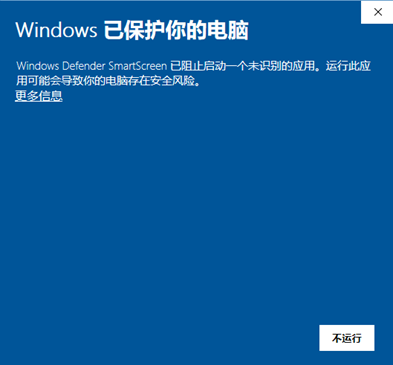 Windows 已保护你的电脑
Windows Defender SmartScreen 已阻止启动一个未识别的应用。运行此应
用可能会导致你的电脑存在安全风险。
更多信息
不运行